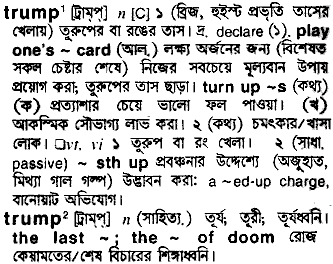 trump¹ [ট্রাম্‌প্] n [C] ১ (ব্রিজ, হুইস্ট প্রভৃতি তাসের
খেলায়) তুরুপের বা রঙের তাস। দ্র. declare (১). play
one's ~ card (আল.) লক্ষ্য অর্জনের জন্য (বিশেষত
সকল চেষ্টার শেষে) নিজের সবচেয়ে মূল্যবান উপায়
প্রয়োগ করা; তুরুপের তাস ছাড়া। turn up ~s (কথ্য)
(ক) প্রত্যাশার চেয়ে ভালো ফল পাওয়া। (খ)
আকস্মিক সৌভাগ্য লাভ করা। ২ (কথ্য) চমৎকার/খাসা
লোক। □vt, vi ১ তুরুপ বা রং খেলা। ২ (সাধা.
passive) ~ sth up প্রবঞ্চনার উদ্দেশ্যে (অজুহাত,
মিথ্যা গাল গল্প) উদ্ভাবন করা: a ~ed-up charge,
বানোয়াট অভিযোগ।
trump² [ট্রাম্‌প্] n (সাহিত্য.) তূর্য; তূরী; তূর্যধ্বনি।
the last ~; the ~ of doom রোজ
কেয়ামতের/শেষ বিচারের শিঙ্গাধ্বনি।